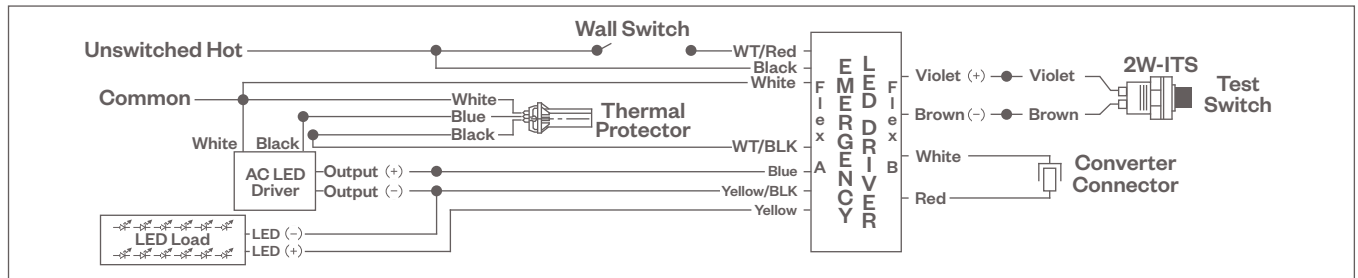 Unswitched Hot
Wall Switch
WT/Red
Black
White
Common
White
Blue
Black
Thermal
Protector
White
Black
WT/BLK
AC LED
Driver
Output (+)
Output (-)
Blue
Yellow/BLK
Yellow
LED Load
LED (-)
LED (+)
Flex A
EMERGENCY
LED DRIVER
Flex B
Violet (+)
Violet
Brown (-)
Brown
2W-ITS
Test
Switch
White
Red
Converter
Connector